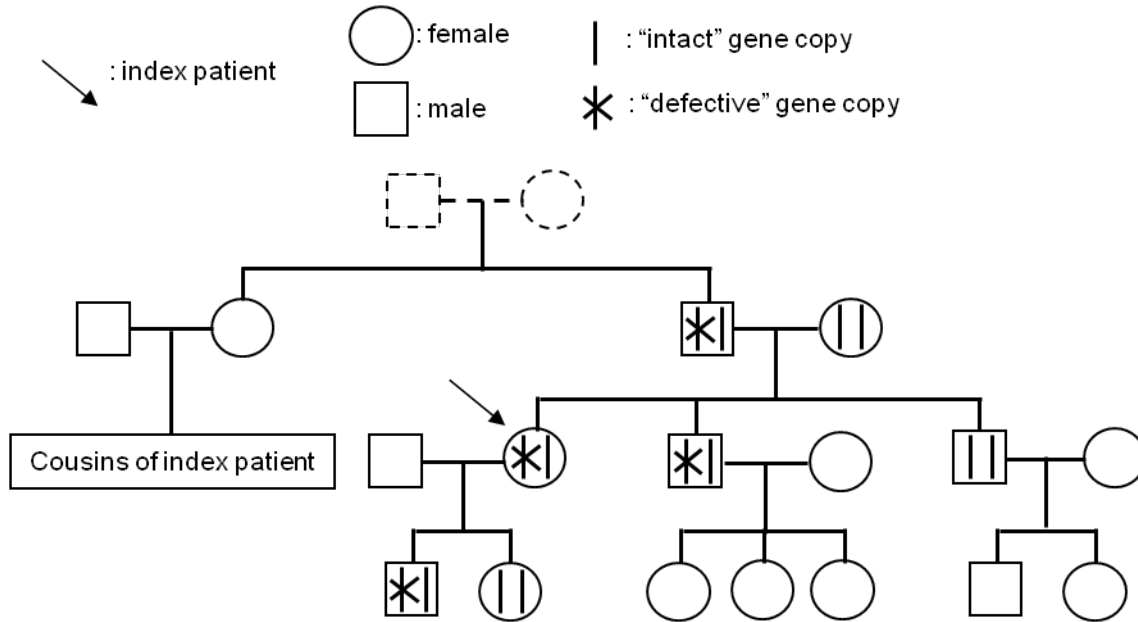 : female
: "intact" gene copy
: index patient
: male
: "defective" gene copy
Cousins of index patient